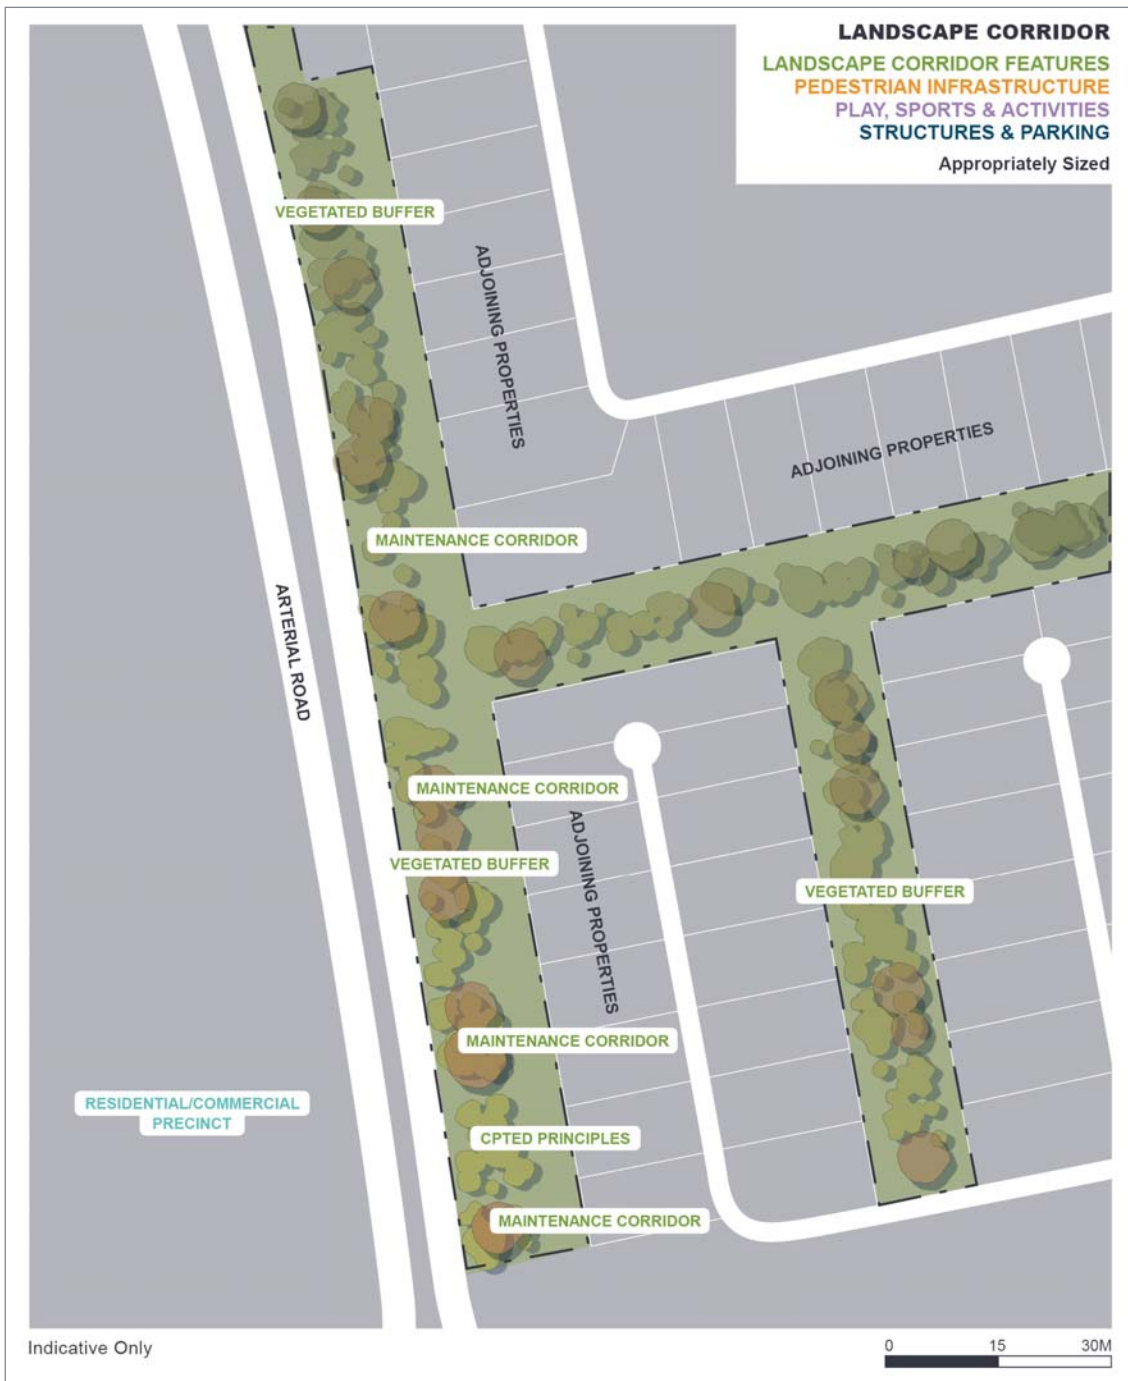 LANDSCAPE CORRIDOR
LANDSCAPE CORRIDOR FEATURES
PEDESTRIAN INFRASTRUCTURE
PLAY, SPORTS & ACTIVITIES
STRUCTURES & PARKING
Appropriately Sized
VEGETATED BUFFER
ADJOINING PROPERTIES
ADJOINING PROPERTIES
MAINTENANCE CORRIDOR
ARTERIAL ROAD
MAINTENANCE CORRIDOR
ADJOINING PROPERTIES
VEGETATED BUFFER
VEGETATED BUFFER
MAINTENANCE CORRIDOR
RESIDENTIAL/COMMERCIAL
PRECINCT
CPTED PRINCIPLES
MAINTENANCE CORRIDOR
Indicative Only
0 15 30M